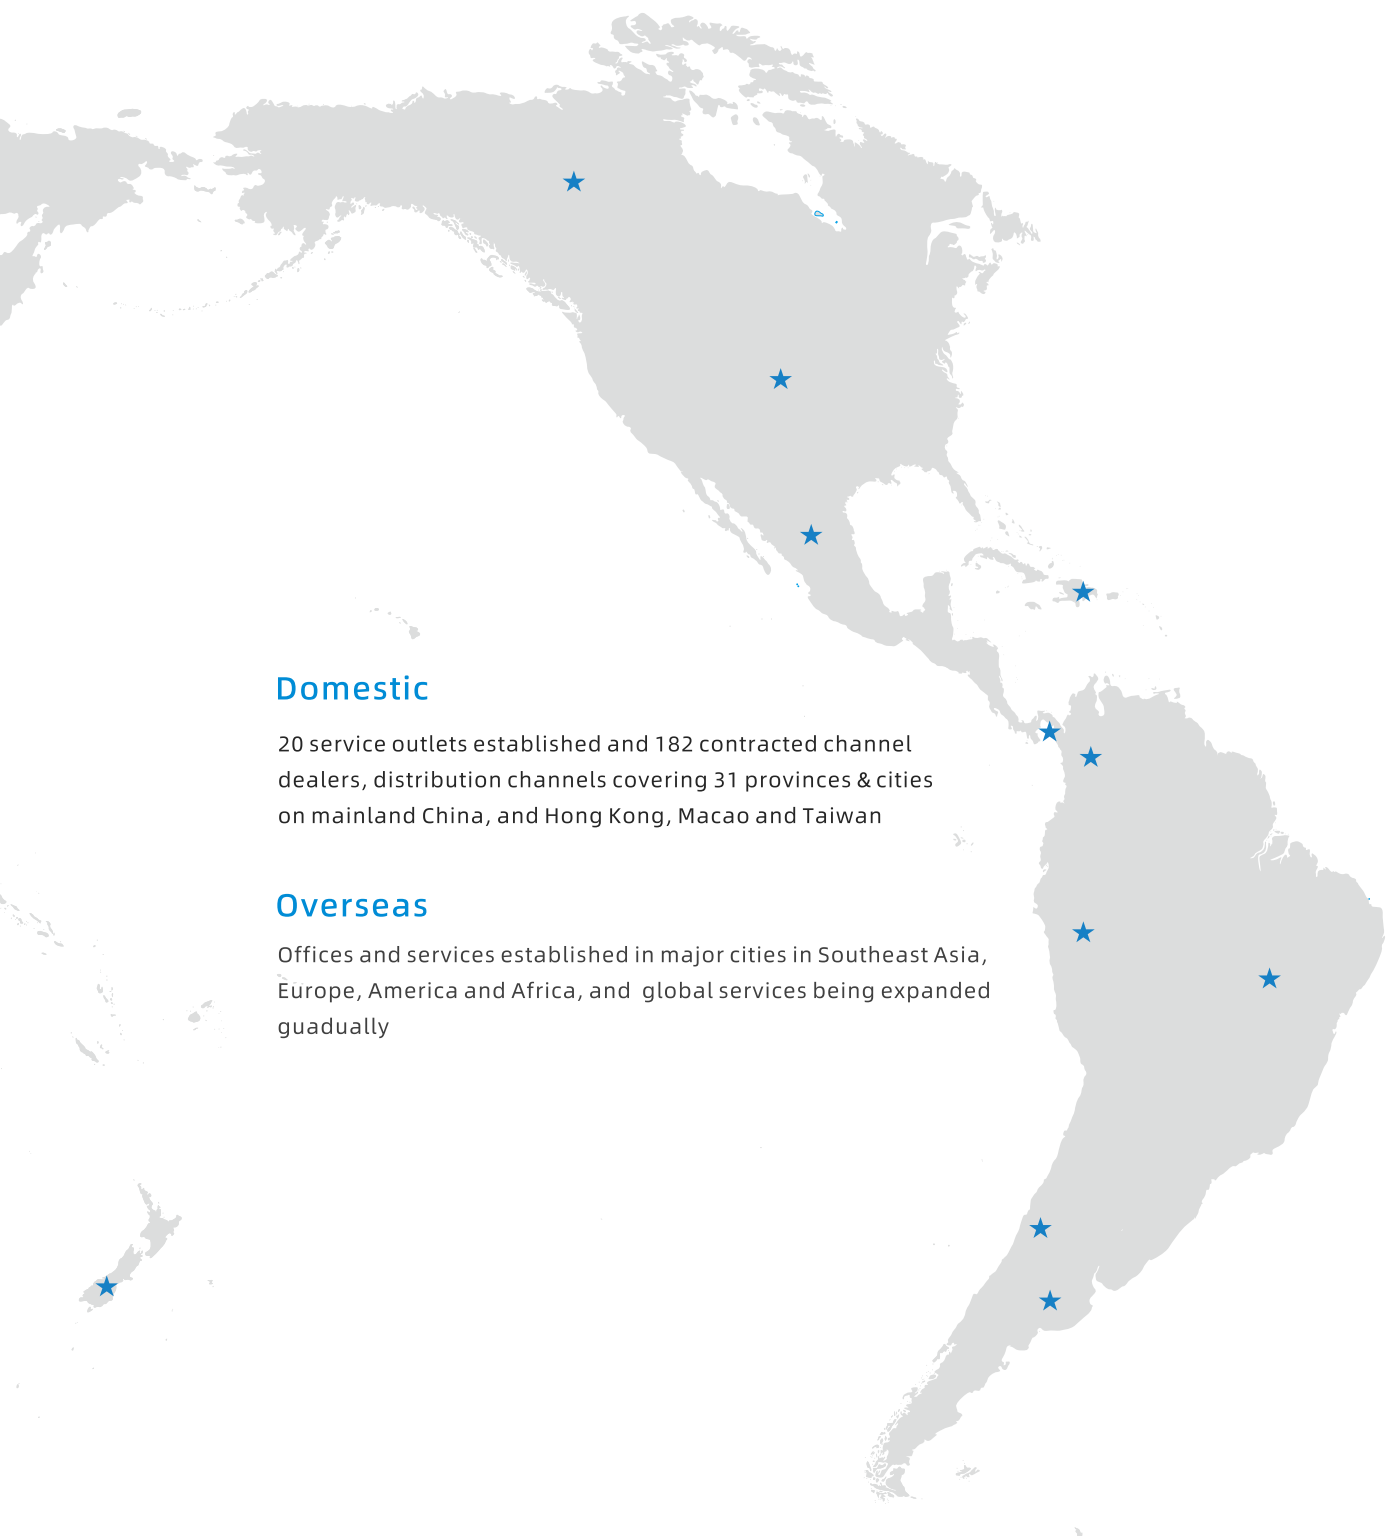 Domestic
20 service outlets established and 182 contracted channel
dealers, distribution channels covering 31 provinces & cities
on mainland China, and Hong Kong, Macao and Taiwan
Overseas
Offices and services established in major cities in Southeast Asia,
Europe, America and Africa, and global services being expanded
guadually